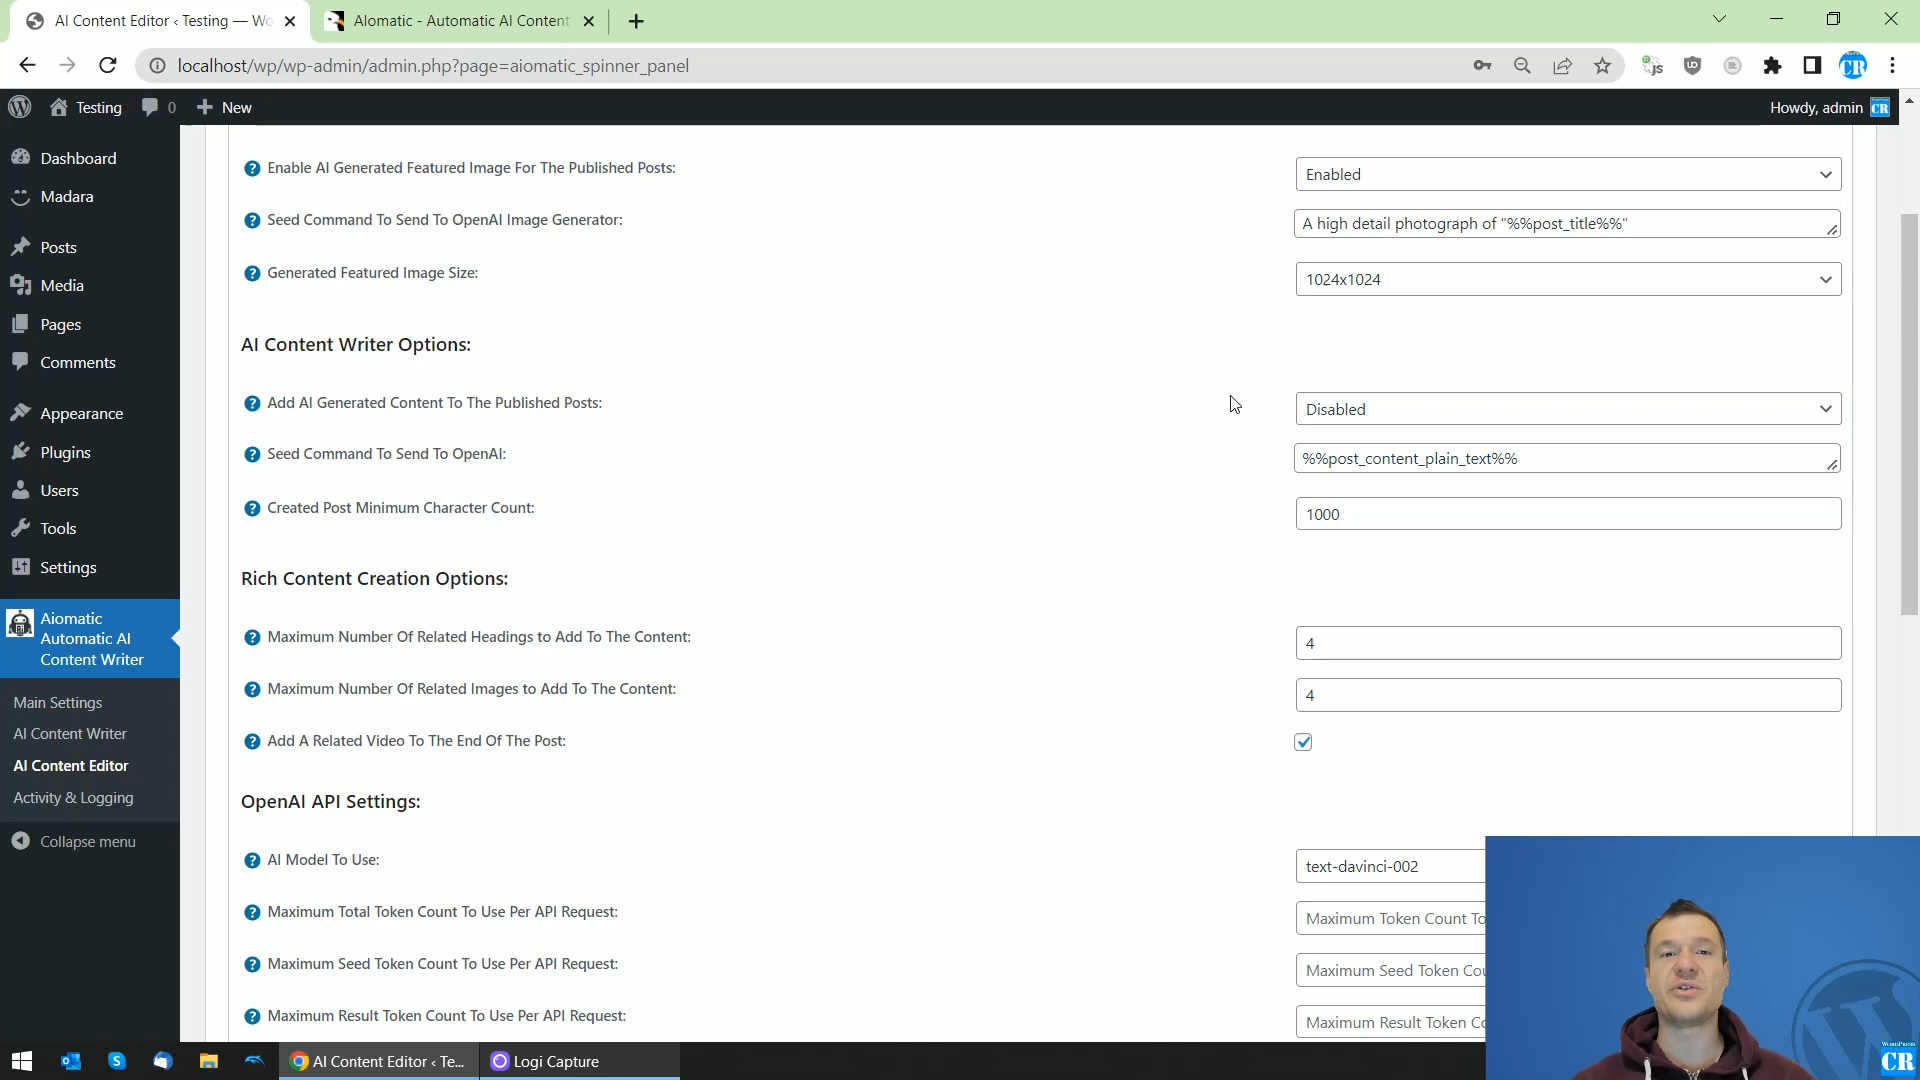 AI Content Editor ‹ Testing — Wo
AIomatic - Automatic AI Content
localhost/wp/wp-admin/admin.php?page=aiomatic_spinner_panel
Testing
0
New
Howdy, admin
CR
Dashboard
Madara
Posts
Media
Pages
Comments
Appearance
Plugins
Users
Tools
Settings
Aiomatic
Automatic AI
Content Writer
Main Settings
AI Content Writer
AI Content Editor
Activity & Logging
Collapse menu
Enable AI Generated Featured Image For The Published Posts:
Enabled
Seed Command To Send To OpenAI Image Generator:
A high detail photograph of "%%post_title%%"
Generated Featured Image Size:
1024x1024
AI Content Writer Options:
Add AI Generated Content To The Published Posts:
Disabled
Seed Command To Send To OpenAI:
%%post_content_plain_text%%
Created Post Minimum Character Count:
1000
Rich Content Creation Options:
Maximum Number Of Related Headings to Add To The Content:
4
Maximum Number Of Related Images to Add To The Content:
4
Add A Related Video To The End Of The Post:
OpenAI API Settings:
AI Model To Use:
text-davinci-002
Maximum Total Token Count To Use Per API Request:
Maximum Token Count To
Maximum Seed Token Count To Use Per API Request:
Maximum Seed Token Cou
Maximum Result Token Count To Use Per API Request:
Maximum Result Token Co
AI Content Editor ‹ Te...
Logi Capture
WORDPRESS
CR